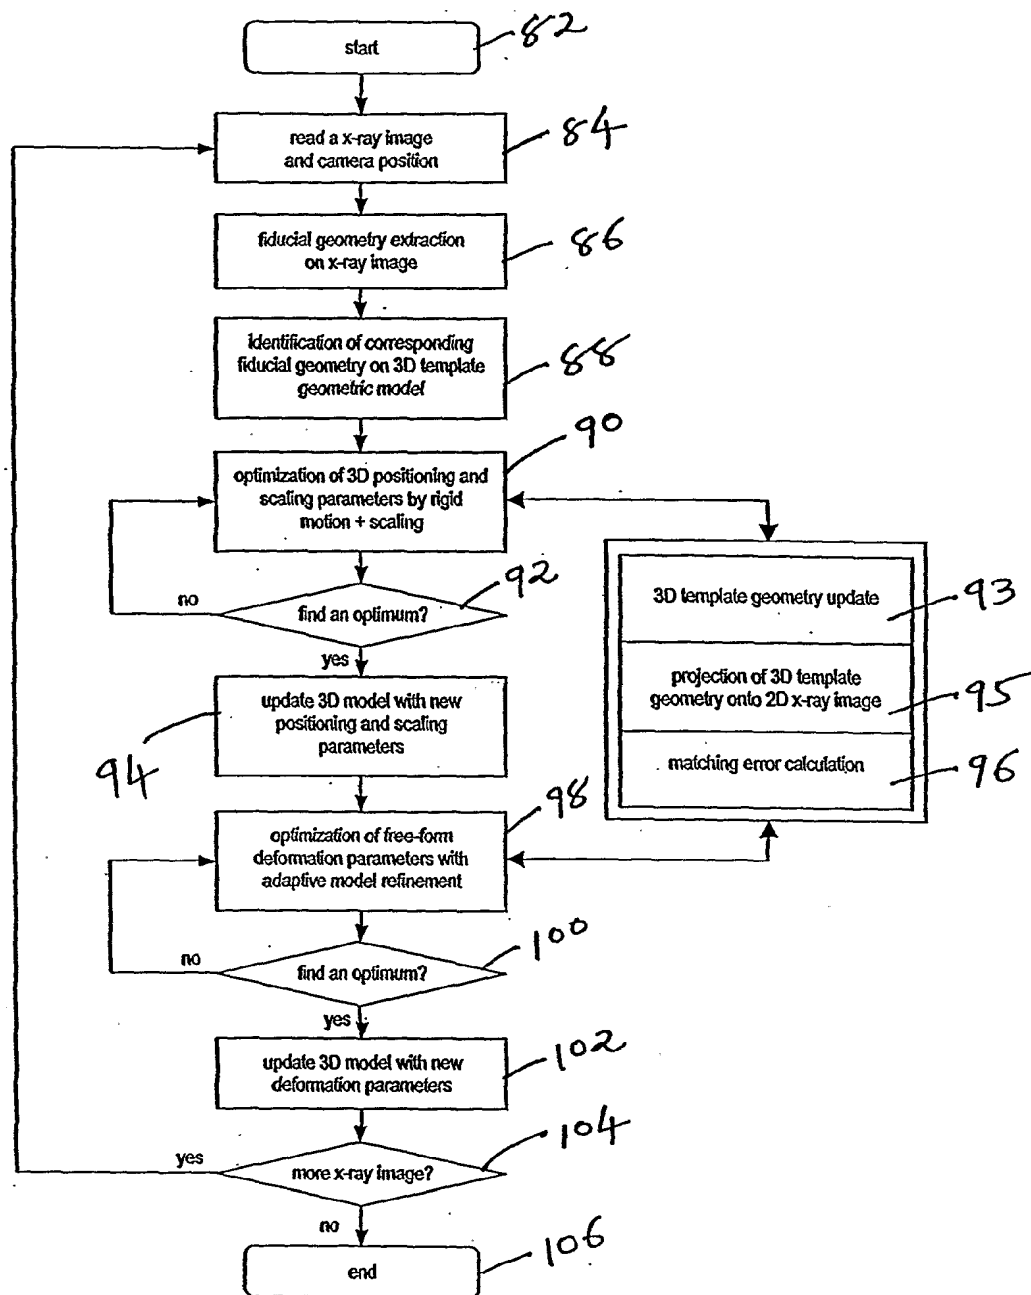 start
82
read a x-ray image
and camera position
84
fiducial geometry extraction
on x-ray image
86
identification of corresponding
fiducial geometry on 3D template
geometric model
88
optimization of 3D positioning and
scaling parameters by rigid
motion + scaling
90
find an optimum?
92
no
yes
3D template geometry update
93
projection of 3D template
geometry onto 2D x-ray image
95
matching error calculation
96
update 3D model with new
positioning and scaling
parameters
94
optimization of free-form
deformation parameters with
adaptive model refinement
98
find an optimum?
100
no
yes
update 3D model with new
deformation parameters
102
more x-ray image?
104
yes
no
end
106